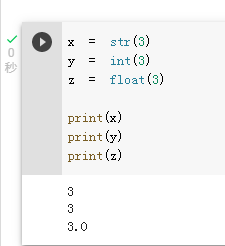 0
秒
x = str(3)
y = int(3)
z = float(3)
print(x)
print(y)
print(z)
3
3
3.0